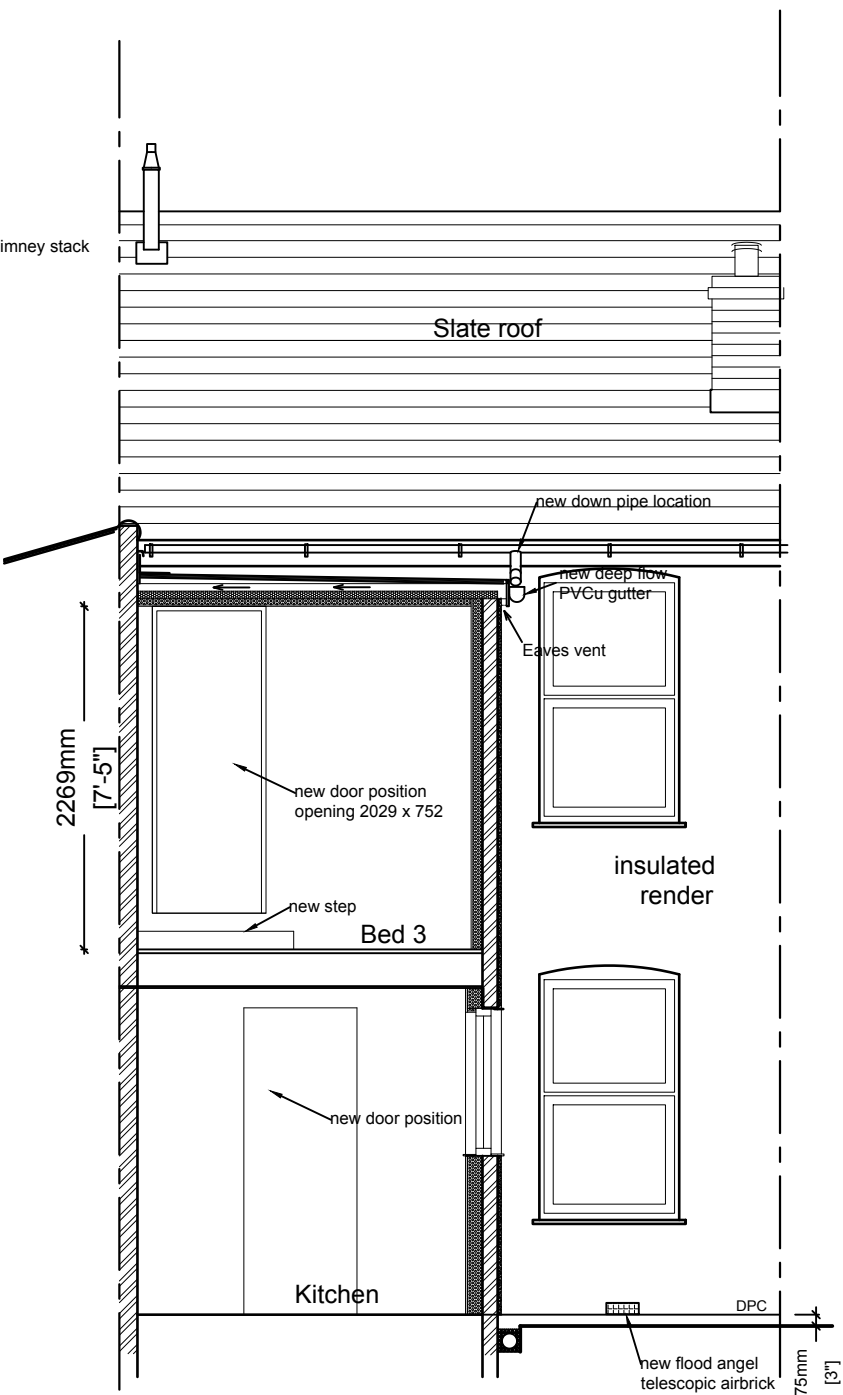 imney stack
Slate roof
new down pipe location
new deep flow
PVCu gutter
Eaves vent
2269mm
[7'-5"]
new door position
opening 2029 x 752
insulated
render
new step
Bed 3
new door position
Kitchen
DPC
new flood angel
telescopic airbrick
75mm
[3"]